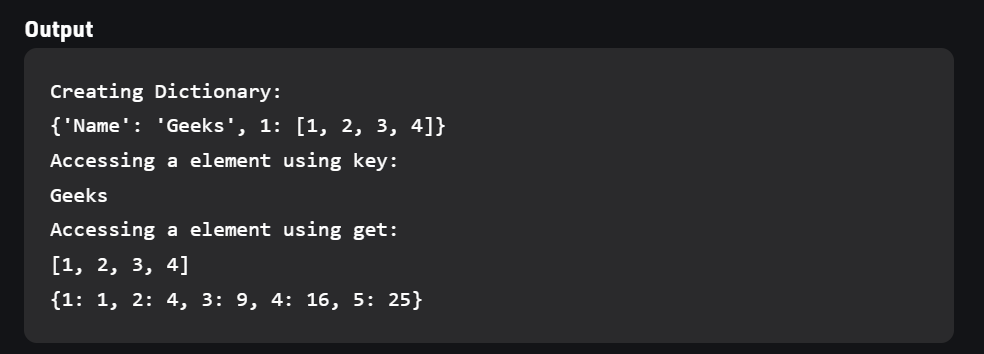 Output
Creating Dictionary:
{'Name': 'Geeks', 1: [1, 2, 3, 4]}
Accessing a element using key:
Geeks
Accessing a element using get:
[1, 2, 3, 4]
{1: 1, 2: 4, 3: 9, 4: 16, 5: 25}